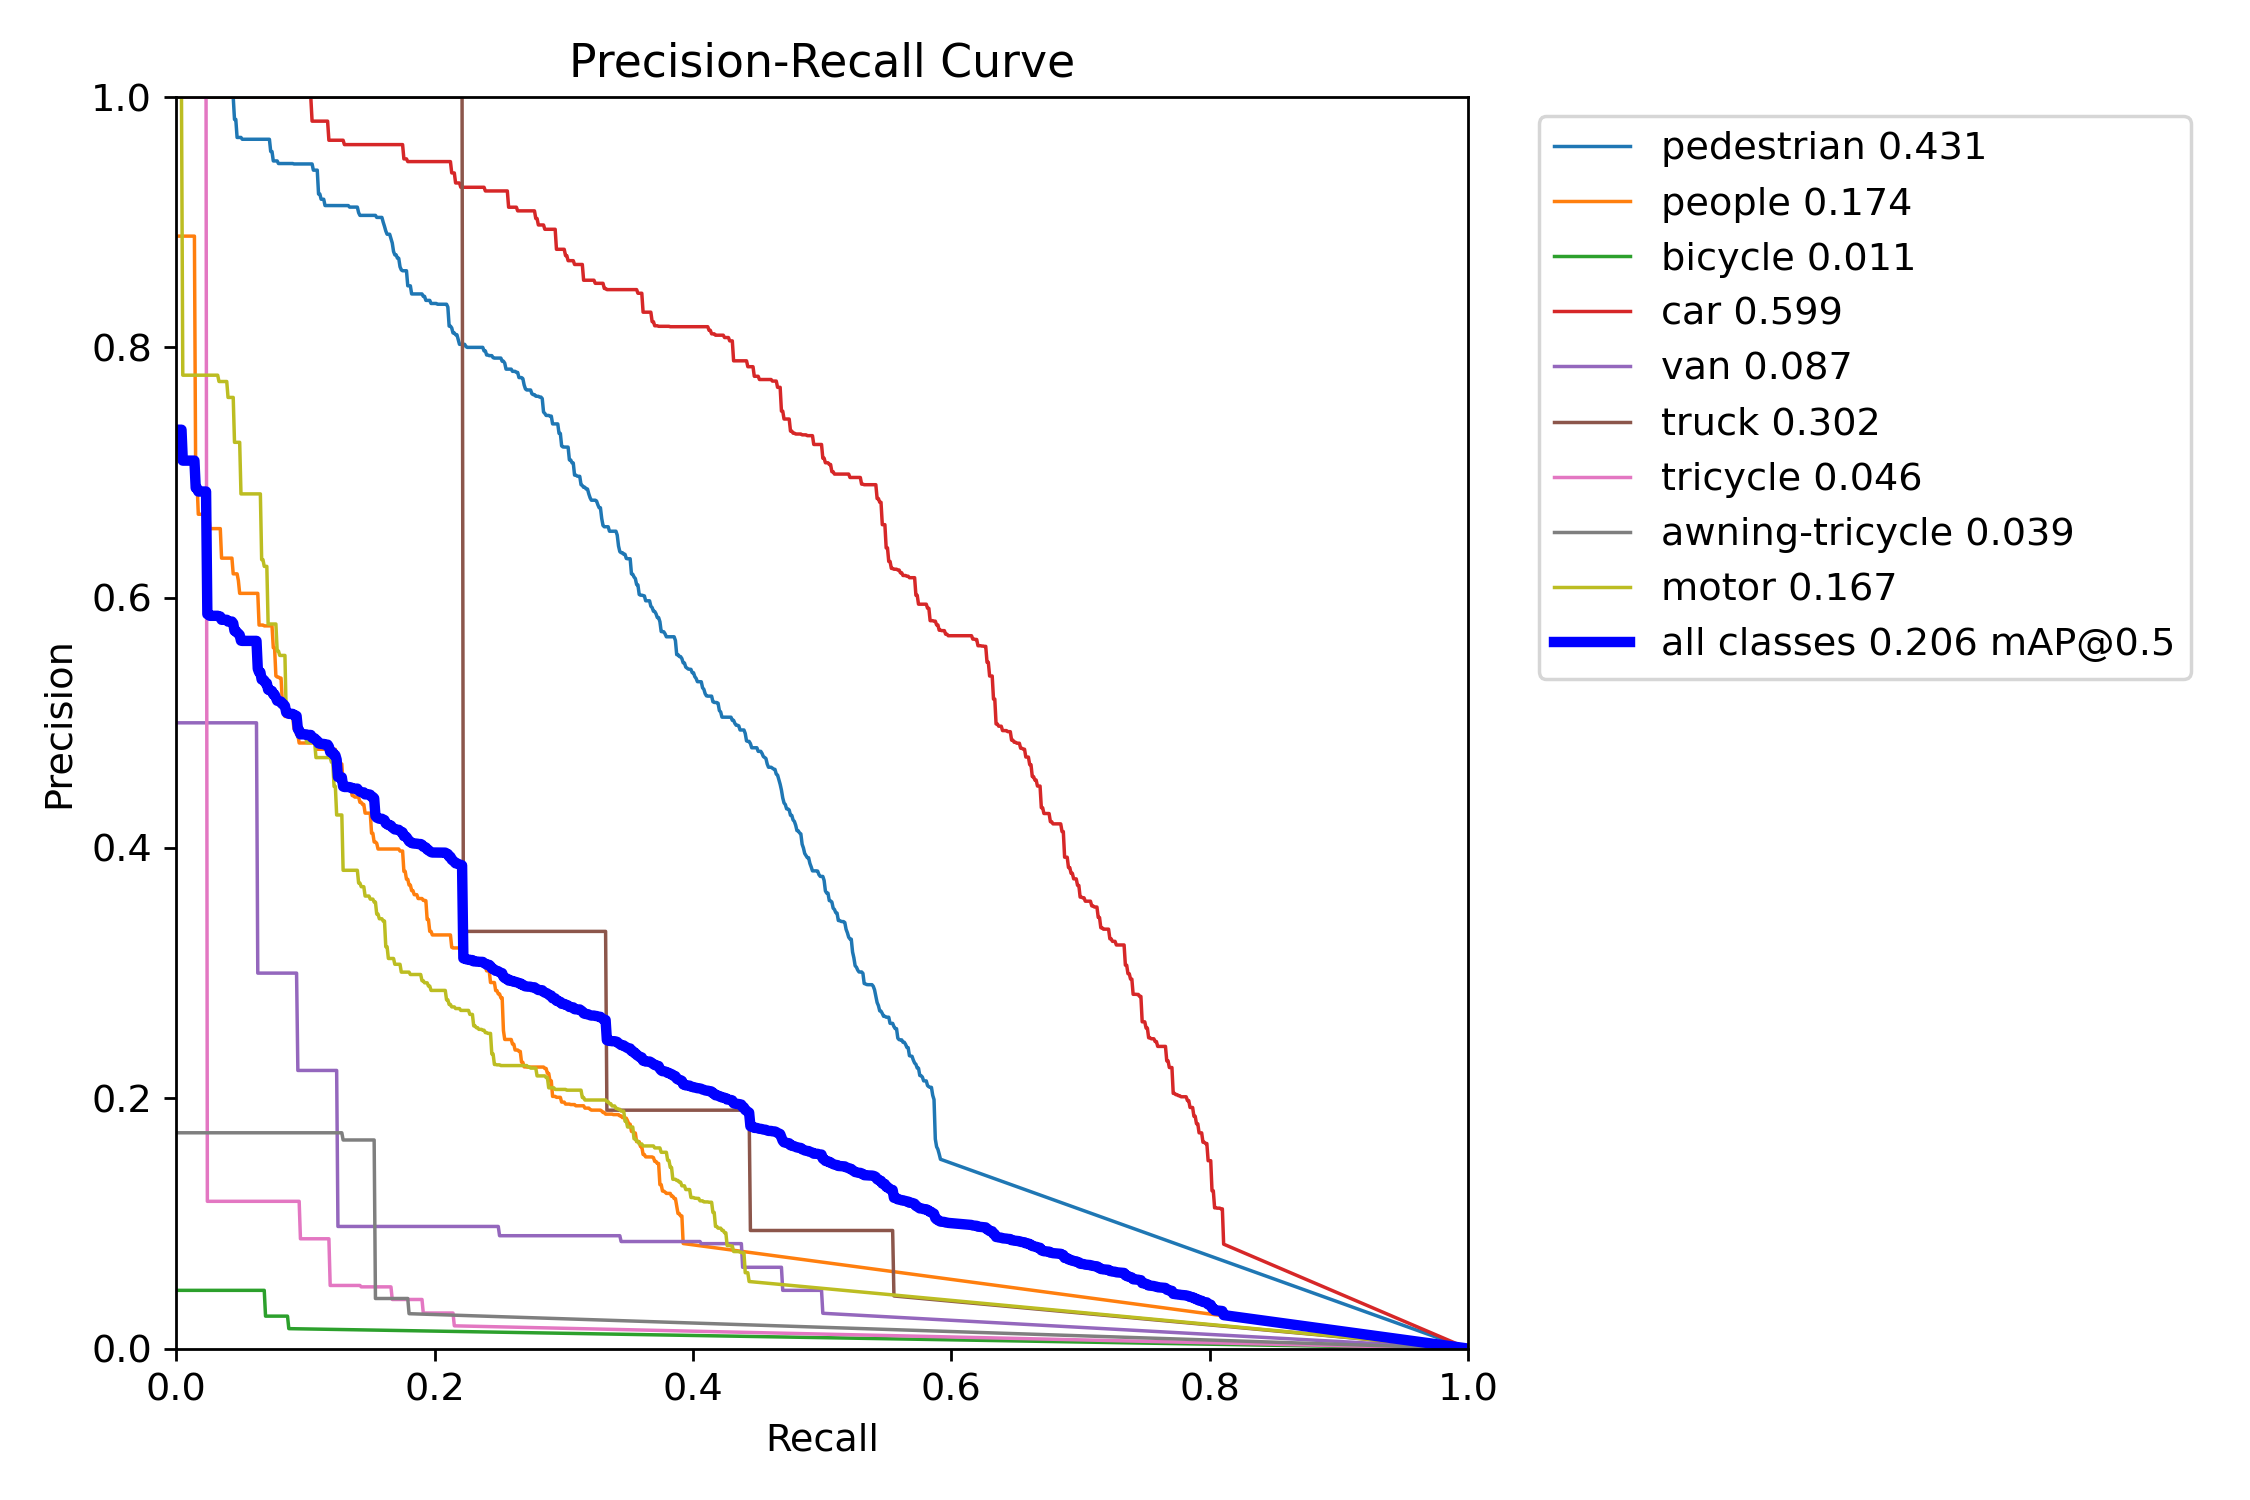 Precision-Recall Curve
1.0
0.8
0.6
0.4
0.2
0.0
Precision
0.0 0.2 0.4 0.6 0.8 1.0
Recall
pedestrian 0.431
people 0.174
bicycle 0.011
car 0.599
van 0.087
truck 0.302
tricycle 0.046
awning-tricycle 0.039
motor 0.167
all classes 0.206 mAP@0.5